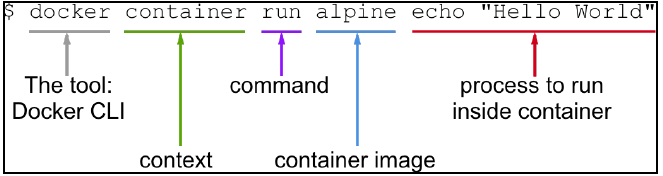 $ docker container run alpine echo "Hello World"
The tool:
Docker CLI
command
process to run
inside container
context
container image